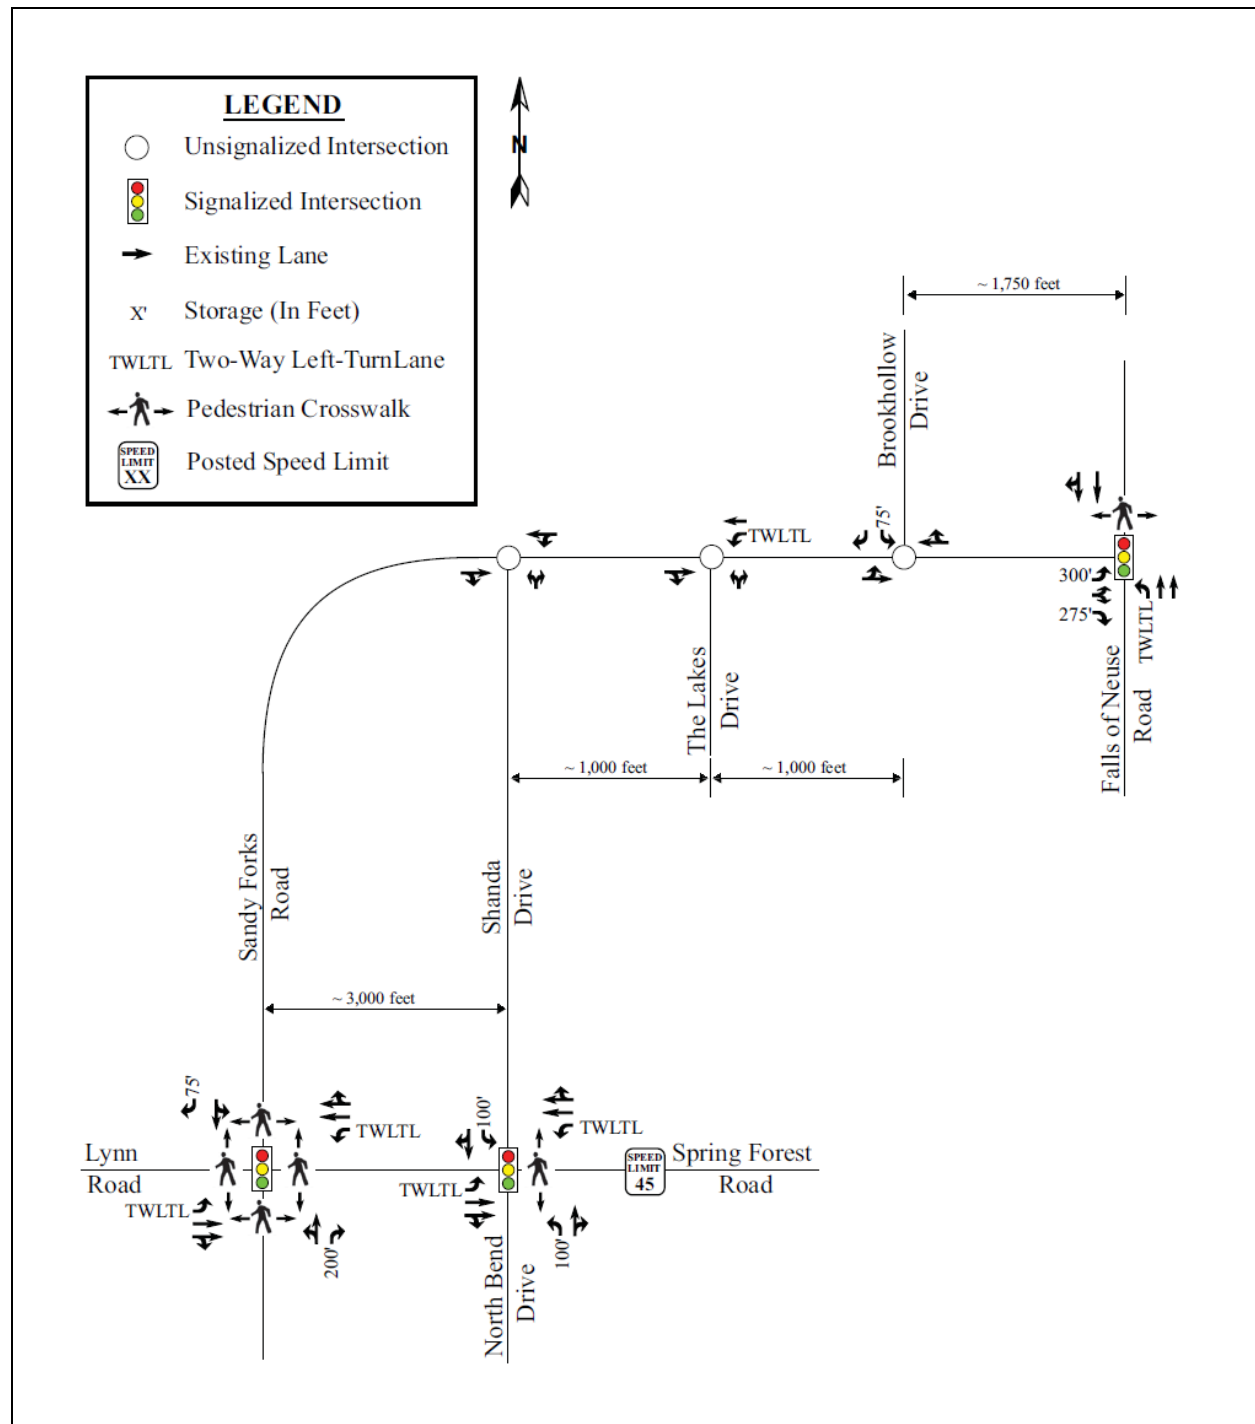 LEGEND
Unsignalized Intersection
Signalized Intersection
Existing Lane
X' Storage (In Feet)
TWLTL Two-Way Left-TurnLane
Pedestrian Crosswalk
SPEED
LIMIT
XX
Posted Speed Limit
N
~ 1,750 feet
Brookhollow
Drive
75'
TWLTL
300'
275'
TWLTL
Falls of Neuse
Road
The Lakes
Drive
~ 1,000 feet
~ 1,000 feet
Sandy Forks
Road
Shanda
Drive
~ 3,000 feet
75'
TWLTL
100'
TWLTL
Lynn
Road
TWLTL
200'
TWLTL
SPEED
LIMIT
45
Spring Forest
Road
100'
North Bend
Drive